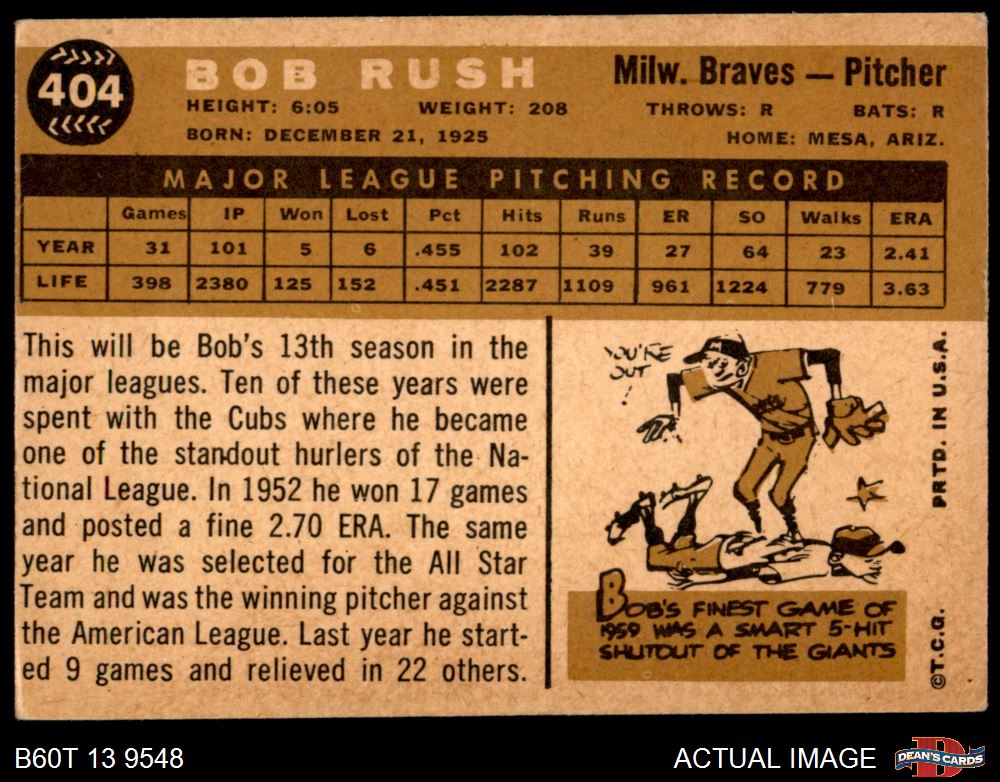 404
BOB RUSH
Milw. Braves — Pitcher
HEIGHT: 6:05 WEIGHT: 208 THROWS: R BATS: R
BORN: DECEMBER 21, 1925 HOME: MESA, ARIZ.
MAJOR LEAGUE PITCHING RECORD
Games IP Won Lost Pct Hits Runs ER SO Walks ERA
YEAR 31 101 5 6 .455 102 39 27 64 23 2.41
LIFE 398 2380 125 152 .451 2287 1109 961 1224 779 3.63
This will be Bob's 13th season in the
major leagues. Ten of these years were
spent with the Cubs where he became
one of the standout hurlers of the Na-
tional League. In 1952 he won 17 games
and posted a fine 2.70 ERA. The same
year he was selected for the All Star
Team and was the winning pitcher against
the American League. Last year he start-
ed 9 games and relieved in 22 others.
YOU'RE
OUT
!
BOB'S FINEST GAME OF
1959 WAS A SMART 5-HIT
SHUTOUT OF THE GIANTS
©T.C.G. PRTD. IN U.S.A.
B60T 13 9548
ACTUAL IMAGE
D
DEAN'S CARDS